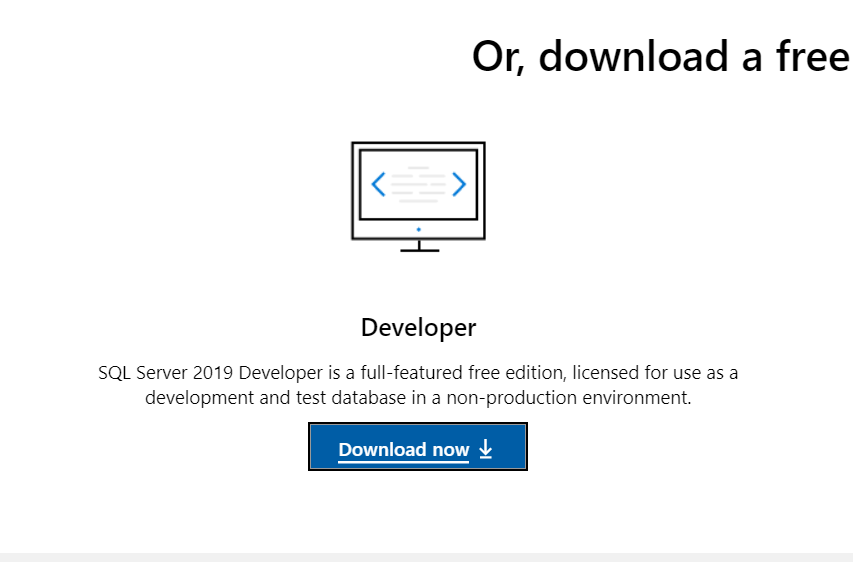 Or, download a free
Developer
SQL Server 2019 Developer is a full-featured free edition, licensed for use as a
development and test database in a non-production environment.
Download now